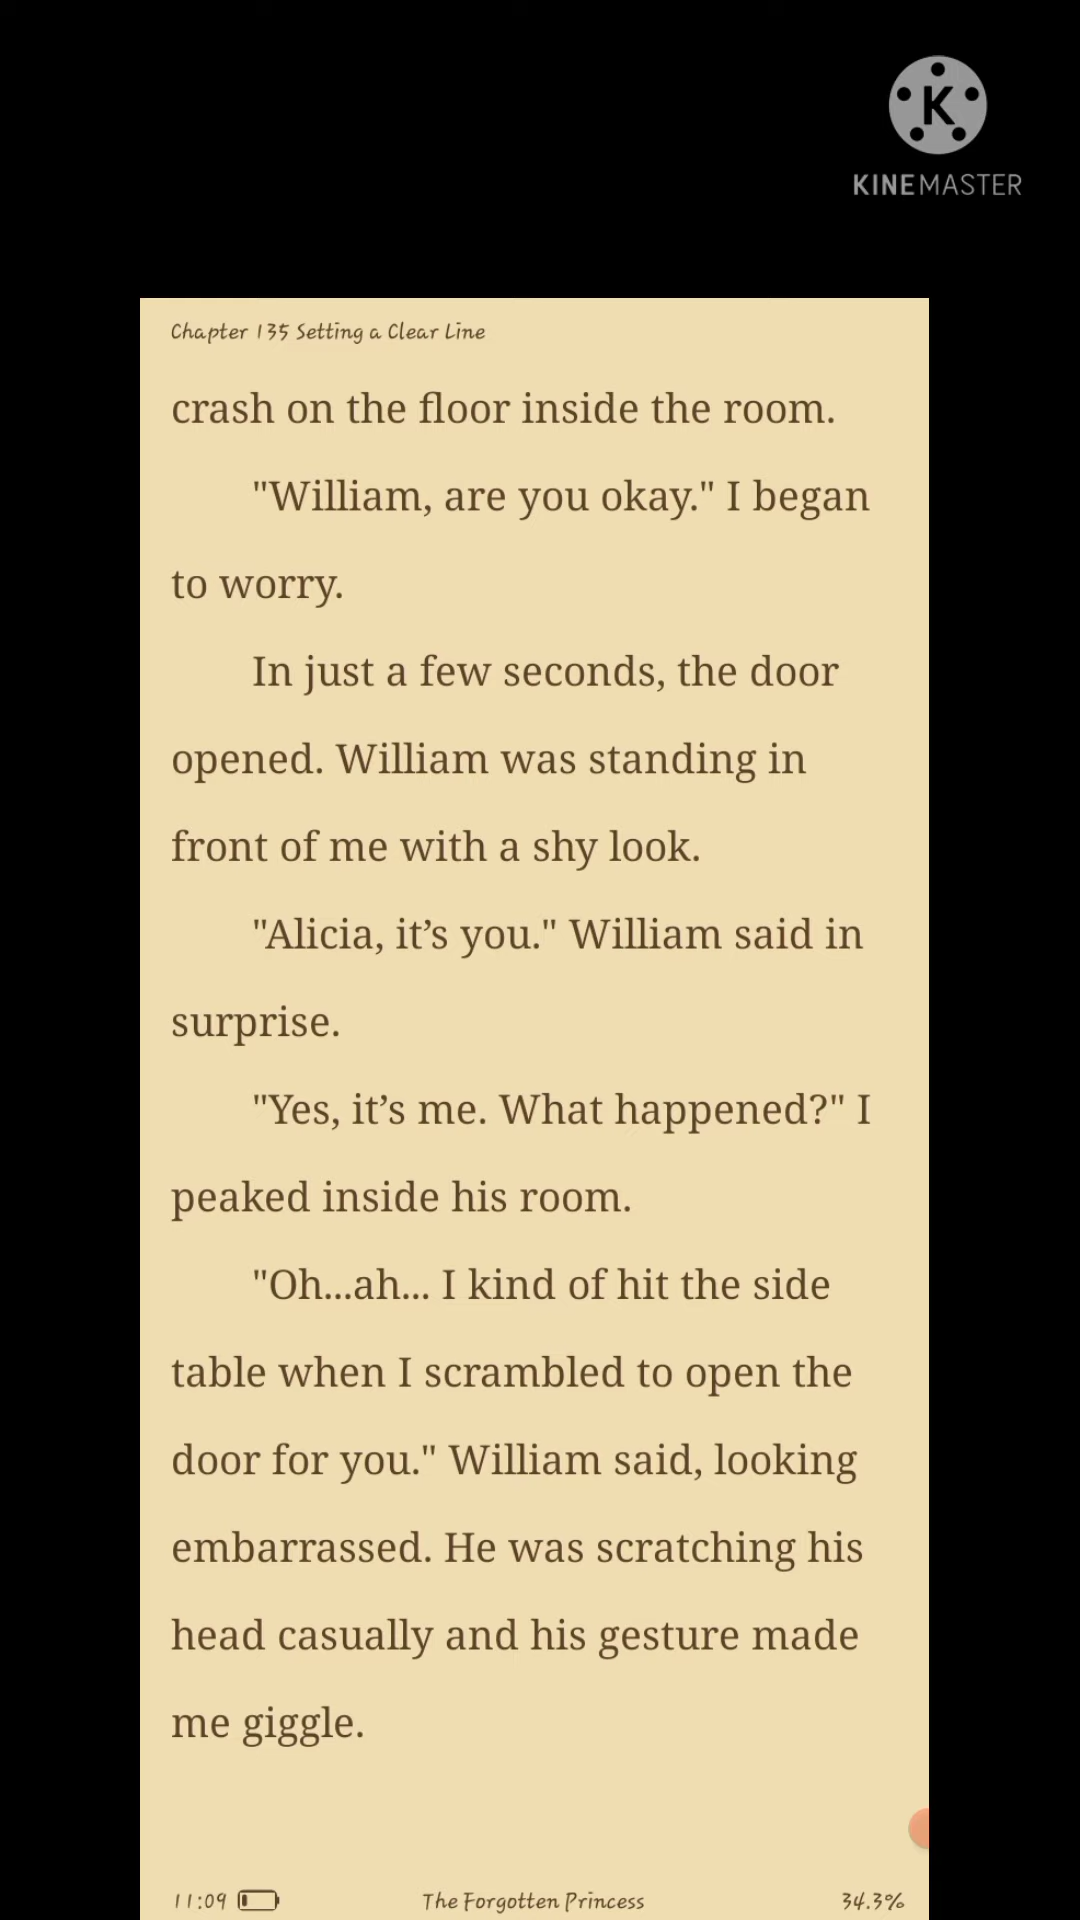 K
KINEMASTER
Chapter 135 Setting a Clear Line
crash on the floor inside the room.
"William, are you okay." I began
to worry.
In just a few seconds, the door
opened. William was standing in
front of me with a shy look.
"Alicia, it’s you." William said in
surprise.
"Yes, it’s me. What happened?" I
peaked inside his room.
"Oh...ah... I kind of hit the side
table when I scrambled to open the
door for you." William said, looking
embarrassed. He was scratching his
head casually and his gesture made
me giggle.
11:09 The Forgotten Princess 34.3%